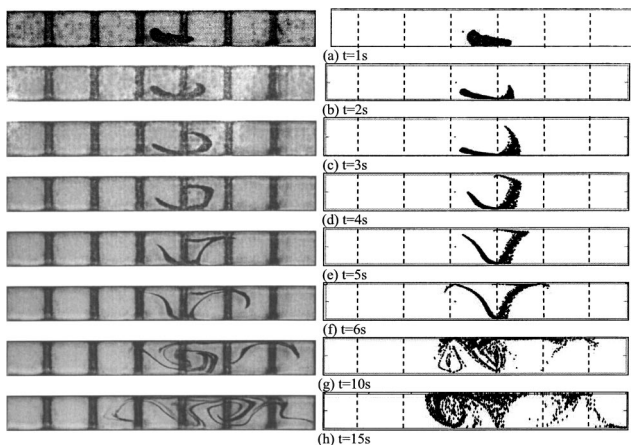 (a) t=1s
(b) t=2s
(c) t=3s
(d) t=4s
(e) t=5s
(f) t=6s
(g) t=10s
(h) t=15s